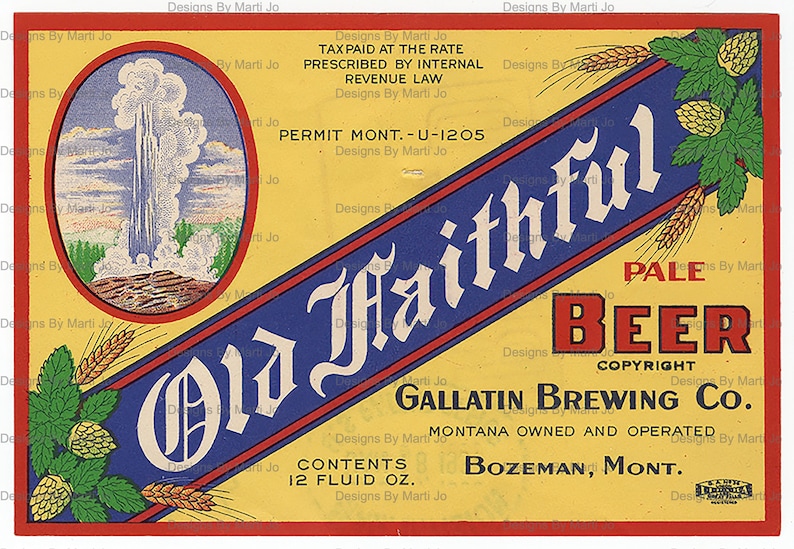 TAXPAID AT THE RATE
PRESCRIBED BY INTERNAL
REVENUE LAW
PERMIT MONT.-U-1205
Old Faithful
PALE
BEER
COPYRIGHT
GALLATIN BREWING CO.
MONTANA OWNED AND OPERATED
BOZEMAN, MONT.
CONTENTS
12 FLUID OZ.
Designs By Marti Jo